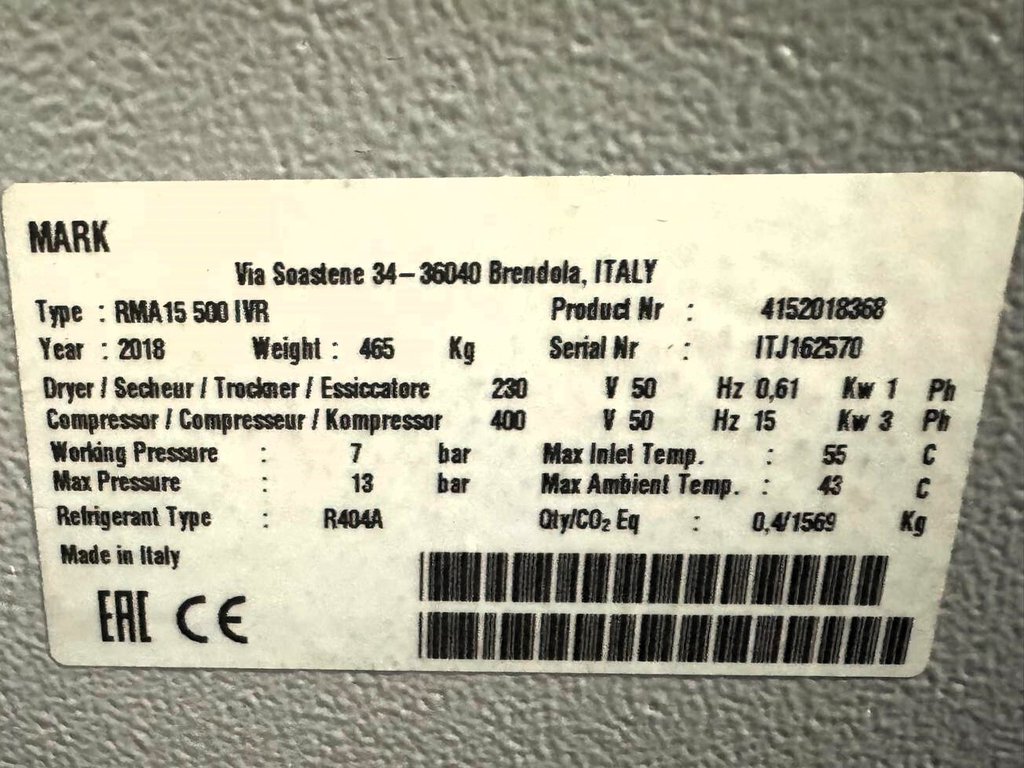 MARK
Via Soastene 34-36040 Brendola, ITALY
Type : RMA15 500 IVR Product Nr : 4152018368
Year : 2018 Weight : 465 Kg Serial Nr : ITJ162570
Dryer / Secheur / Trockner / Essiccatore 230 V 50 Hz 0,61 Kw 1 Ph
Compressor / Compresseur / Kompressor 400 V 50 Hz 15 Kw 3 Ph
Working Pressure : 7 bar Max Inlet Temp. : 55 C
Max Pressure : 13 bar Max Ambient Temp. : 43 C
Refrigerant Type : R404A Qty/CO₂ Eq : 0,4/1569 Kg
Made in Italy
EAC CE